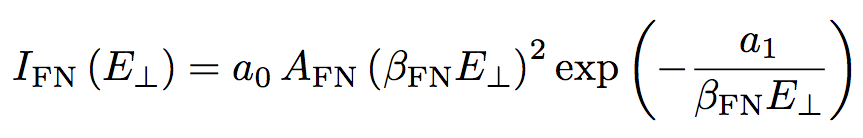 I_FN (E_⊥) = a_0 A_FN (β_FN E_⊥)^2 exp (− a_1 / β_FN E_⊥)